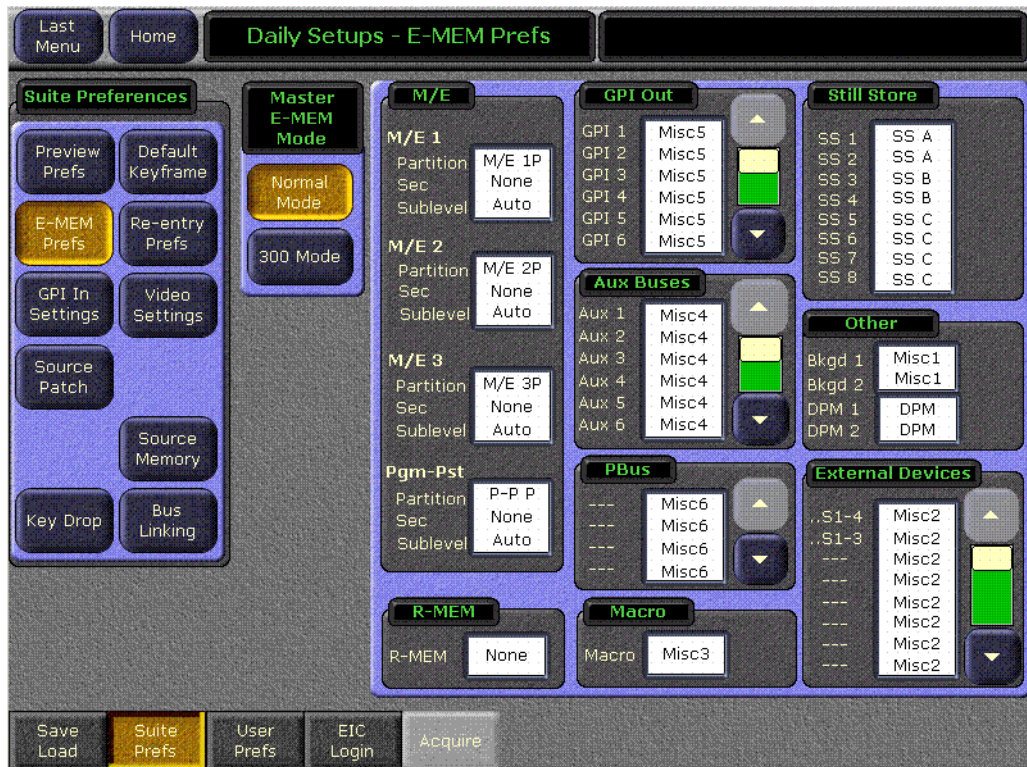 Last
Menu
Home
Daily Setups - E-MEM Prefs
Suite Preferences
Preview
Prefs
Default
Keyframe
E-MEM
Prefs
Re-entry
Prefs
GPI In
Settings
Video
Settings
Source
Patch
Source
Memory
Key Drop
Bus
Linking
Master
E-MEM
Mode
Normal
Mode
300 Mode
M/E
M/E 1
Partition M/E 1P
Sec None
Sublevel Auto
M/E 2
Partition M/E 2P
Sec None
Sublevel Auto
M/E 3
Partition M/E 3P
Sec None
Sublevel Auto
Pgm-Pst
Partition P-P P
Sec None
Sublevel Auto
R-MEM
R-MEM None
GPI Out
GPI 1 Misc5
GPI 2 Misc5
GPI 3 Misc5
GPI 4 Misc5
GPI 5 Misc5
GPI 6 Misc5
Aux Buses
Aux 1 Misc4
Aux 2 Misc4
Aux 3 Misc4
Aux 4 Misc4
Aux 5 Misc4
Aux 6 Misc4
PBus
--- Misc6
--- Misc6
--- Misc6
--- Misc6
Macro
Macro Misc3
Still Store
SS 1 SS A
SS 2 SS A
SS 3 SS B
SS 4 SS B
SS 5 SS C
SS 6 SS C
SS 7 SS C
SS 8 SS C
Other
Bkgd 1 Misc1
Bkgd 2 Misc1
DPM 1 DPM
DPM 2 DPM
External Devices
..S1-4 Misc2
..S1-3 Misc2
--- Misc2
--- Misc2
--- Misc2
--- Misc2
--- Misc2
--- Misc2
Save
Load
Suite
Prefs
User
Prefs
EIC
Login
Acquire